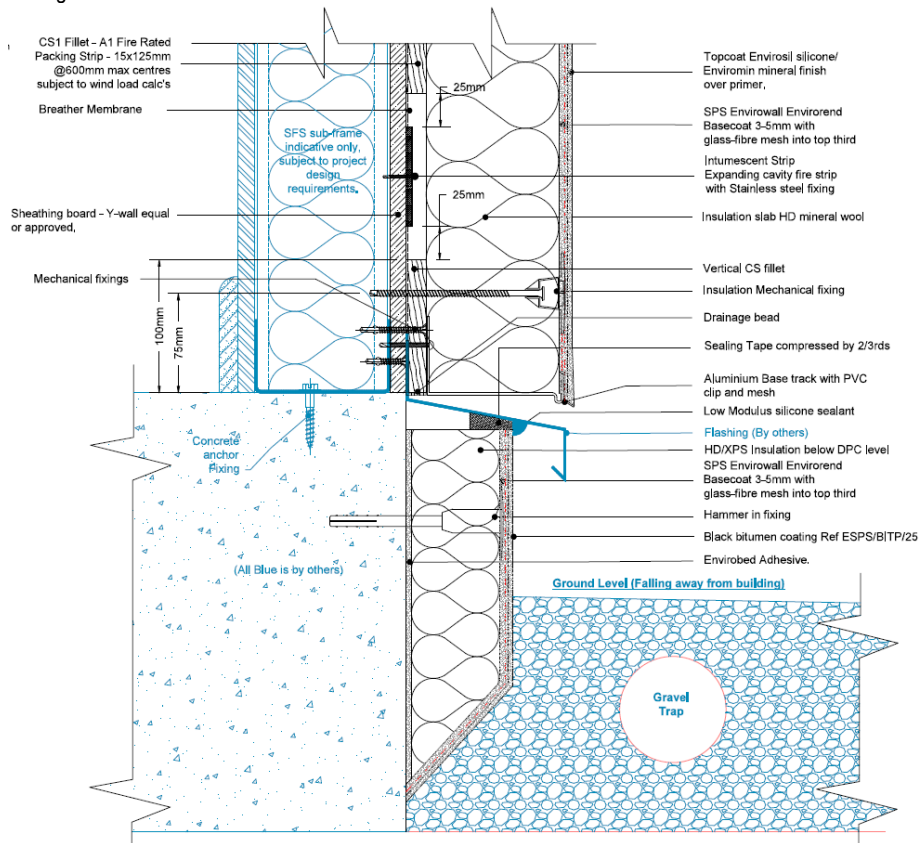 CS1 Fillet - A1 Fire Rated
Packing Strip - 15x125mm
@600mm max centres
subject to wind load calc's
Breather Membrane
SFS sub-frame
indicative only,
subject to project
design
requirements.
Sheathing board - Y-wall equal
or approved,
Mechanical fixings
100mm
75mm
25mm
25mm
Concrete
anchor
Fixing
(All Blue is by others)
Topcoat Envirosil silicone/
Enviromin mineral finish
over primer,
SPS Envirowall Envirorend
Basecoat 3-5mm with
glass-fibre mesh into top third
Intumescent Strip
Expanding cavity fire strip
with Stainless steel fixing
Insulation slab HD mineral wool
Vertical CS fillet
Insulation Mechanical fixing
Drainage bead
Sealing Tape compressed by 2/3rds
Aluminium Base track with PVC
clip and mesh
Low Modulus silicone sealant
Flashing (By others)
HD/XPS Insulation below DPC level
SPS Envirowall Envirorend
Basecoat 3-5mm with
glass-fibre mesh into top third
Hammer in fixing
Black bitumen coating Ref ESPS/BITP/25
Envirobed Adhesive.
Ground Level (Falling away from building)
Gravel
Trap